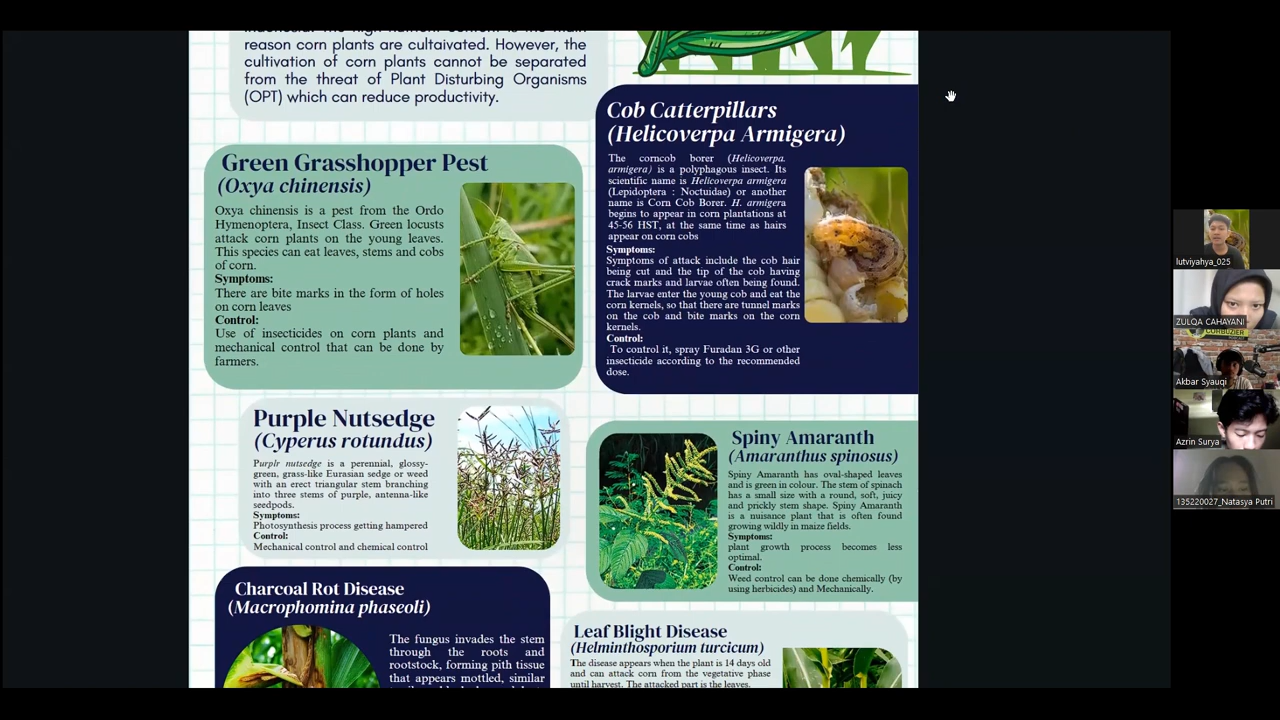 reason corn plants are cultaivated. However, the
cultivation of corn plants cannot be separated
from the threat of Plant Disturbing Organisms
(OPT) which can reduce productivity.
Cob Catterpillars
(Helicoverpa Armigera)
The corncob borer (Helicoverpa.
armigera) is a polyphagous insect. Its
scientific name is Helicoverpa armigera
(Lepidoptera : Noctuidae) or another
name is Corn Cob Borer. H. armigera
begins to appear in corn plantations at
45-56 HST, at the same time as hairs
appear on corn cobs
Symptoms:
Symptoms of attack include the cob hair
being cut and the tip of the cob having
crack marks and larvae often being found.
The larvae enter the young cob and eat the
corn kernels, so that there are tunnel marks
on the cob and bite marks on the corn
kernels.
Control:
To control it, spray Furadan 3G or other
insecticide according to the recommended
dose.
Green Grasshopper Pest
(Oxya chinensis)
Oxya chinensis is a pest from the Ordo
Hymenoptera, Insect Class. Green locusts
attack corn plants on the young leaves.
This species can eat leaves, stems and cobs
of corn.
Symptoms:
There are bite marks in the form of holes
on corn leaves
Control:
Use of insecticides on corn plants and
mechanical control that can be done by
farmers.
Purple Nutsedge
(Cyperus rotundus)
Purplr nutsedge is a perennial, glossy-
green, grass-like Eurasian sedge or weed
with an erect triangular stem branching
into three stems of purple, antenna-like
seedpods.
Symptoms:
Photosynthesis process getting hampered
Control:
Mechanical control and chemical control
Spiny Amaranth
(Amaranthus spinosus)
Spiny Amaranth has oval-shaped leaves
and is green in colour. The stem of spinach
has a small size with a round, soft, juicy
and prickly stem shape. Spiny Amaranth
is a nuisance plant that is often found
growing wildly in maize fields.
Symptoms:
plant growth process becomes less
optimal.
Control:
Weed control can be done chemically (by
using herbicides) and Mechanically.
Charcoal Rot Disease
(Macrophomina phaseoli)
The fungus invades the stem
through the roots and
rootstock, forming pith tissue
that appears mottled, similar
Leaf Blight Disease
(Helminthosporium turcicum)
The disease appears when the plant is 14 days old
and can attack corn from the vegetative phase
until harvest. The attacked part is the leaves.
lutviyahya_025
ZULQA CAHAYANI
Akbar Syauqi
Azrin Surya
135220027_Natasya Putri